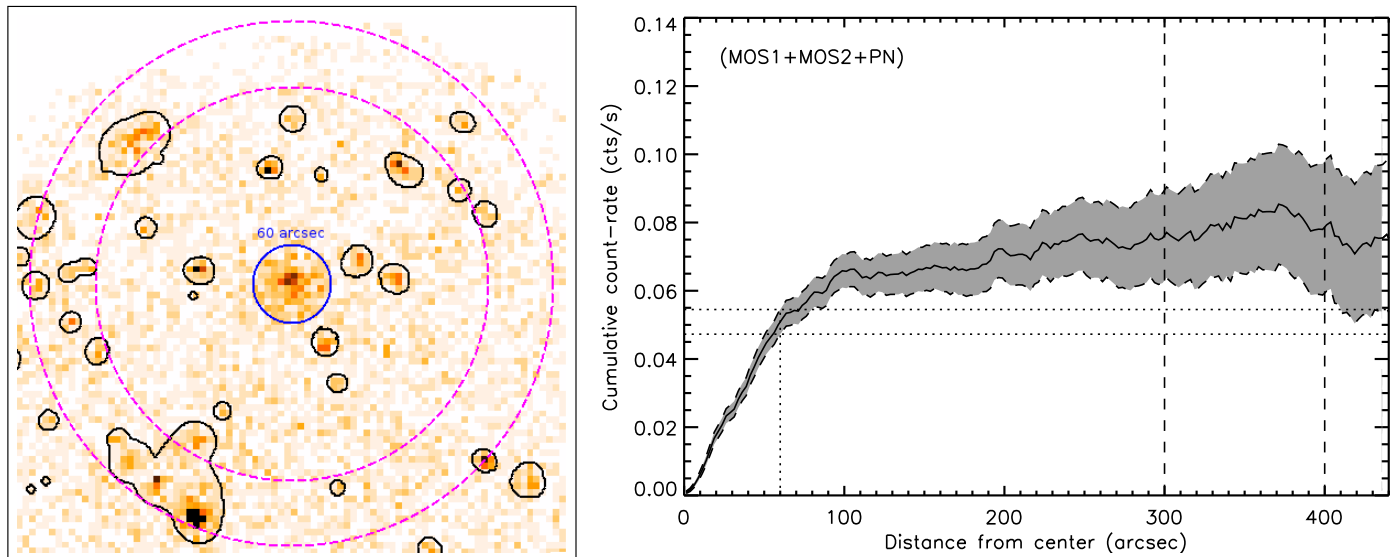 60 arcsec
(MOS1+MOS2+PN)
Cumulative count-rate (cts/s)
0.14
0.12
0.10
0.08
0.06
0.04
0.02
0.00
0 100 200 300 400
Distance from center (arcsec)